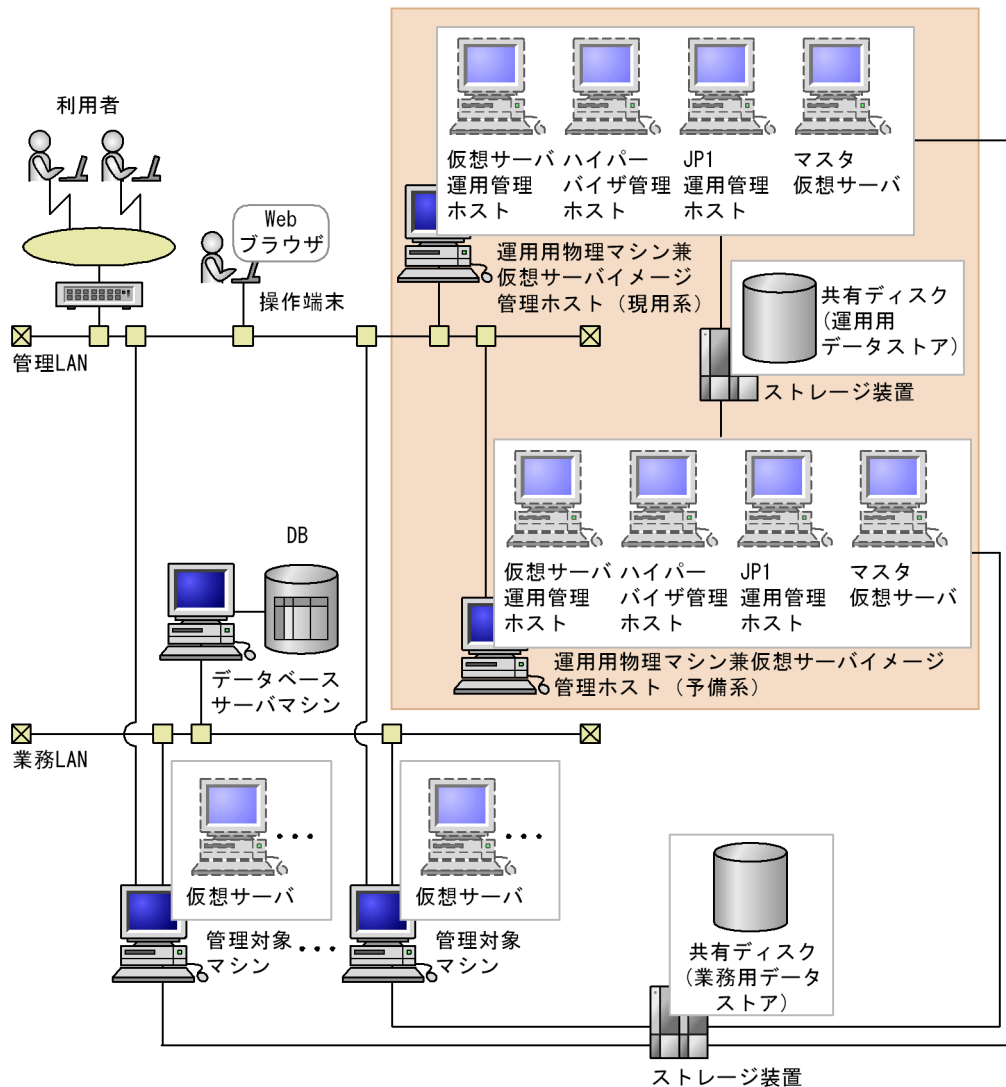 利用者
Web
ブラウザ
操作端末
管理LAN
仮想サーバ
運用管理
ホスト
ハイパー
バイザ管理
ホスト
JP1
運用管理
ホスト
マスタ
仮想サーバ
運用用物理マシン兼
仮想サーバイメージ
管理ホスト（現用系）
共有ディスク
（運用用
データストア）
ストレージ装置
仮想サーバ
運用管理
ホスト
ハイパー
バイザ管理
ホスト
JP1
運用管理
ホスト
マスタ
仮想サーバ
運用用物理マシン兼仮想サーバイメージ
管理ホスト（予備系）
DB
データベース
サーバマシン
業務LAN
仮想サーバ
・・・
管理対象
マシン
・・・
仮想サーバ
・・・
管理対象
マシン
共有ディスク
（業務用データ
ストア）
ストレージ装置